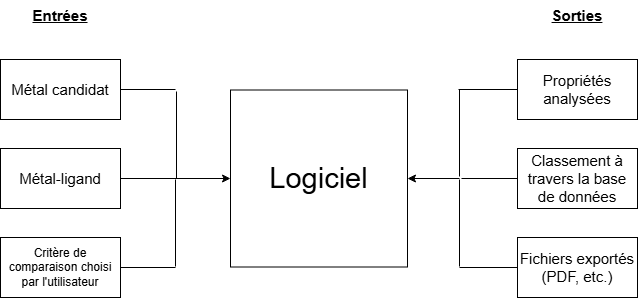 Entrées
Sorties
Métal candidat
Métal-ligand
Critère de
comparaison choisi
par l'utilisateur
Logiciel
Propriétés
analysées
Classement à
travers la base
de données
Fichiers exportés
(PDF, etc.)